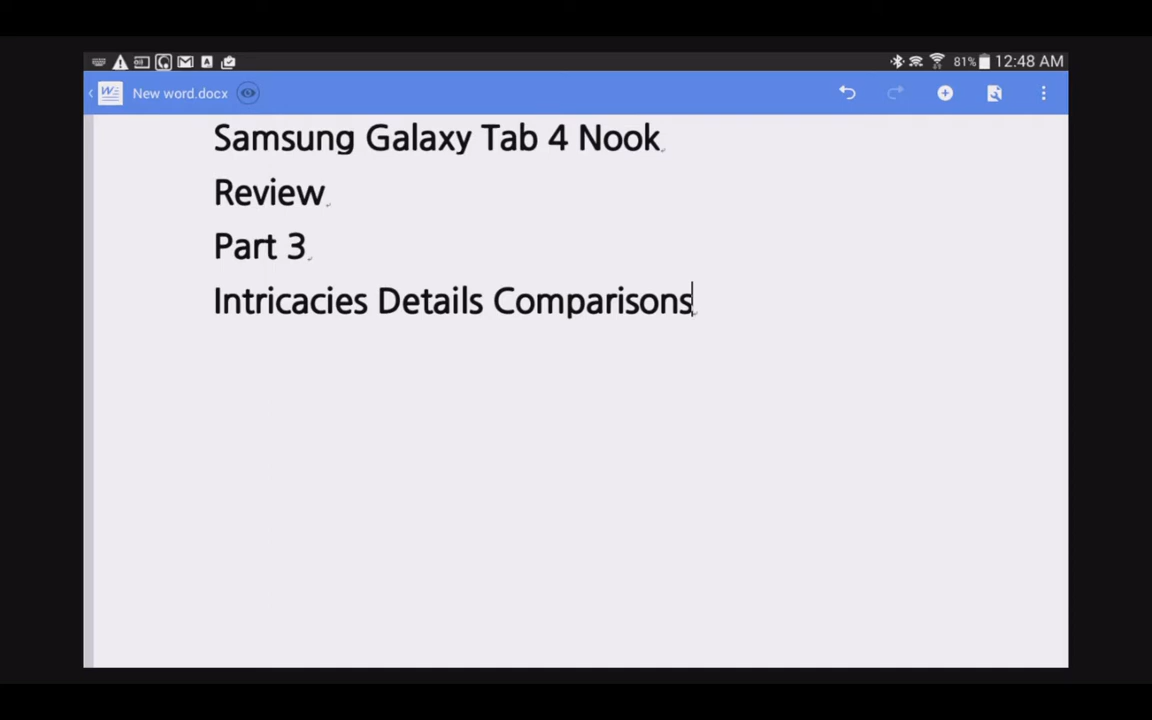 81% 12:48 AM
New word.docx
Samsung Galaxy Tab 4 Nook
Review
Part 3
Intricacies Details Comparisons